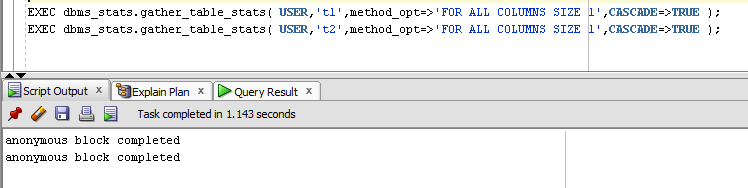 EXEC dbms_stats.gather_table_stats( USER,'t1',method_opt=>'FOR ALL COLUMNS SIZE 1',CASCADE=>TRUE );
EXEC dbms_stats.gather_table_stats( USER,'t2',method_opt=>'FOR ALL COLUMNS SIZE 1',CASCADE=>TRUE );
Script Output x Explain Plan x Query Result x
Task completed in 1.143 seconds
anonymous block completed
anonymous block completed